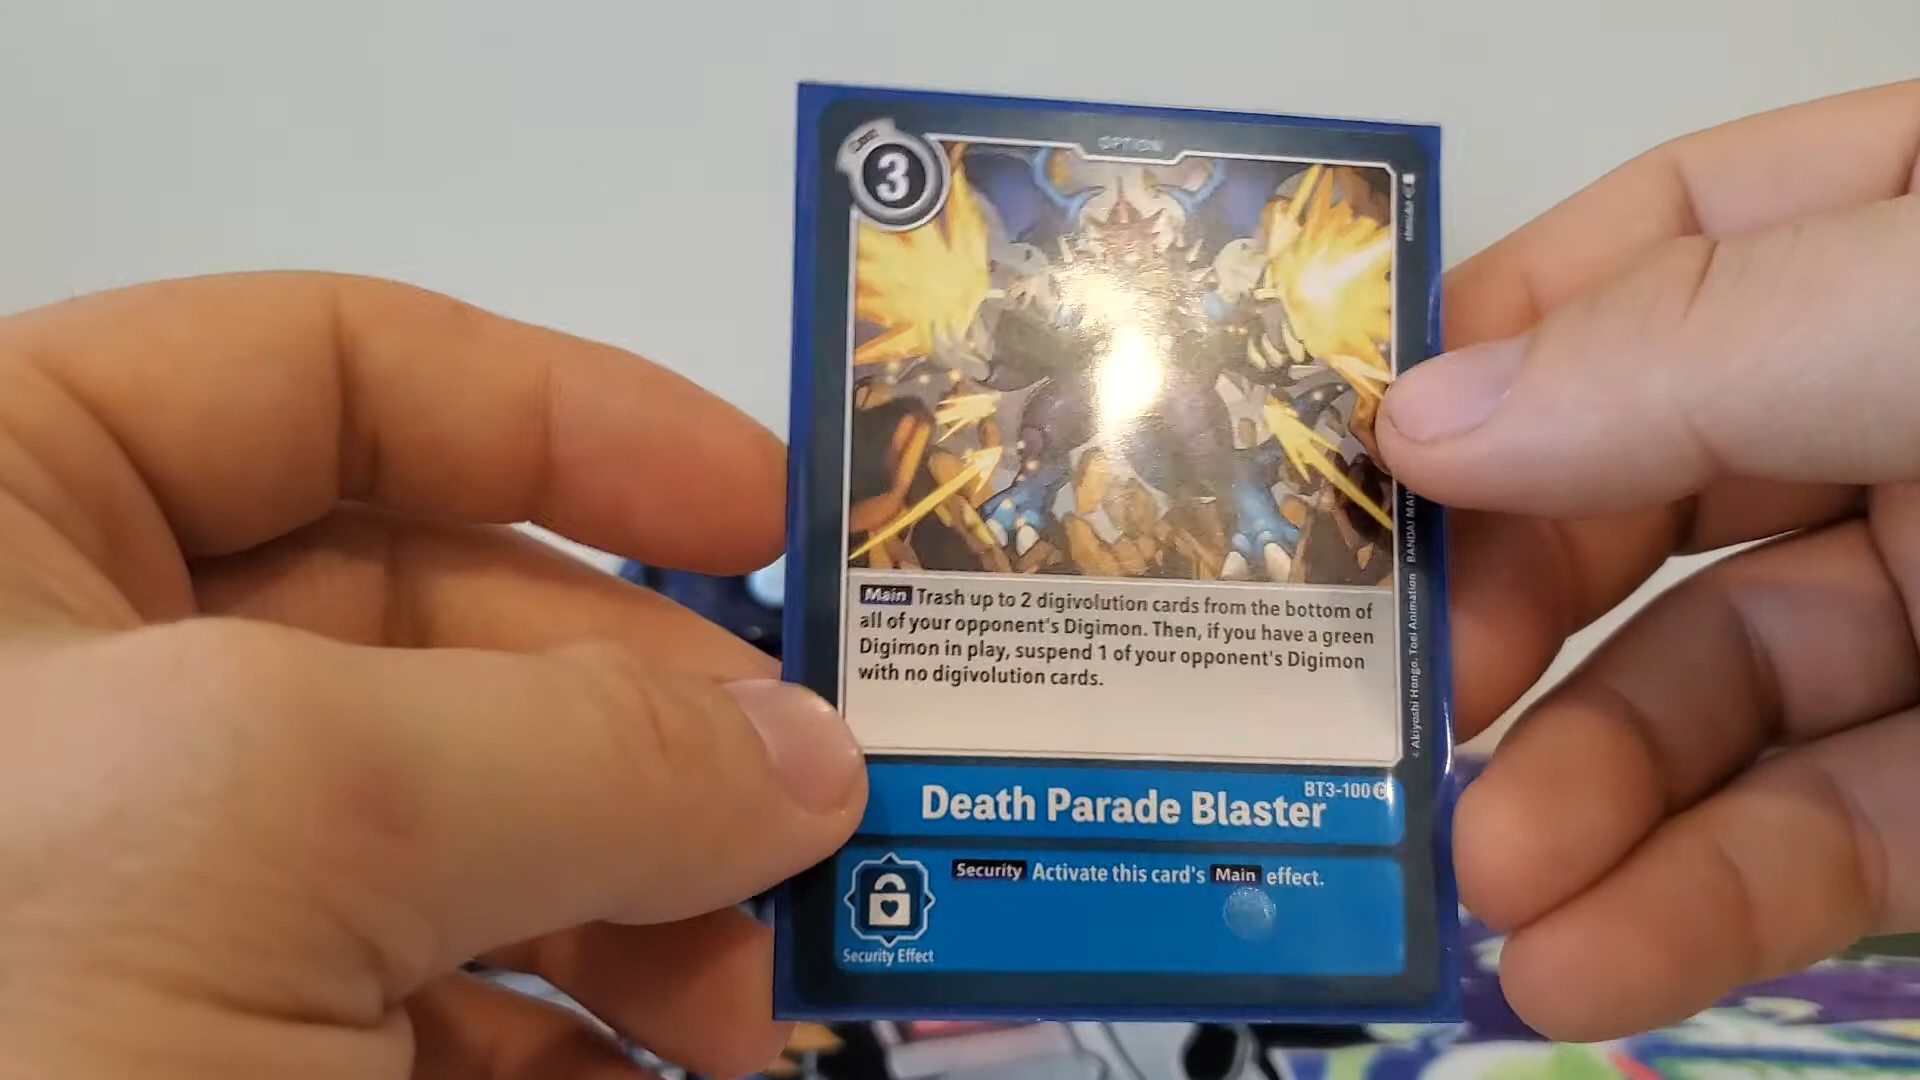 OPTION
3
Main Trash up to 2 digivolution cards from the bottom of
all of your opponent's Digimon. Then, if you have a green
Digimon in play, suspend 1 of your opponent's Digimon
with no digivolution cards.
Akiyoshi Hongo, Toei Animation BANDAI
BT3-100 C
Death Parade Blaster
Security Activate this card's Main effect.
Security Effect